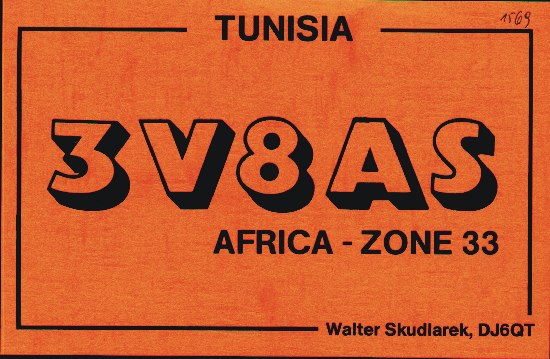 1569
TUNISIA
3V8AS
AFRICA - ZONE 33
Walter Skudlarek, DJ6QT